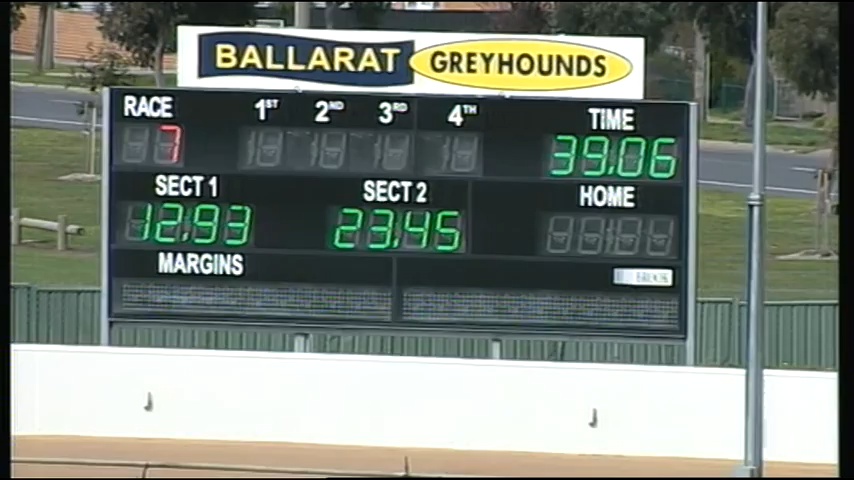 BALLARAT GREYHOUNDS
RACE 1ST 2ND 3RD 4TH TIME
7 39.06
SECT 1 SECT 2 HOME
12.93 23.45
MARGINS